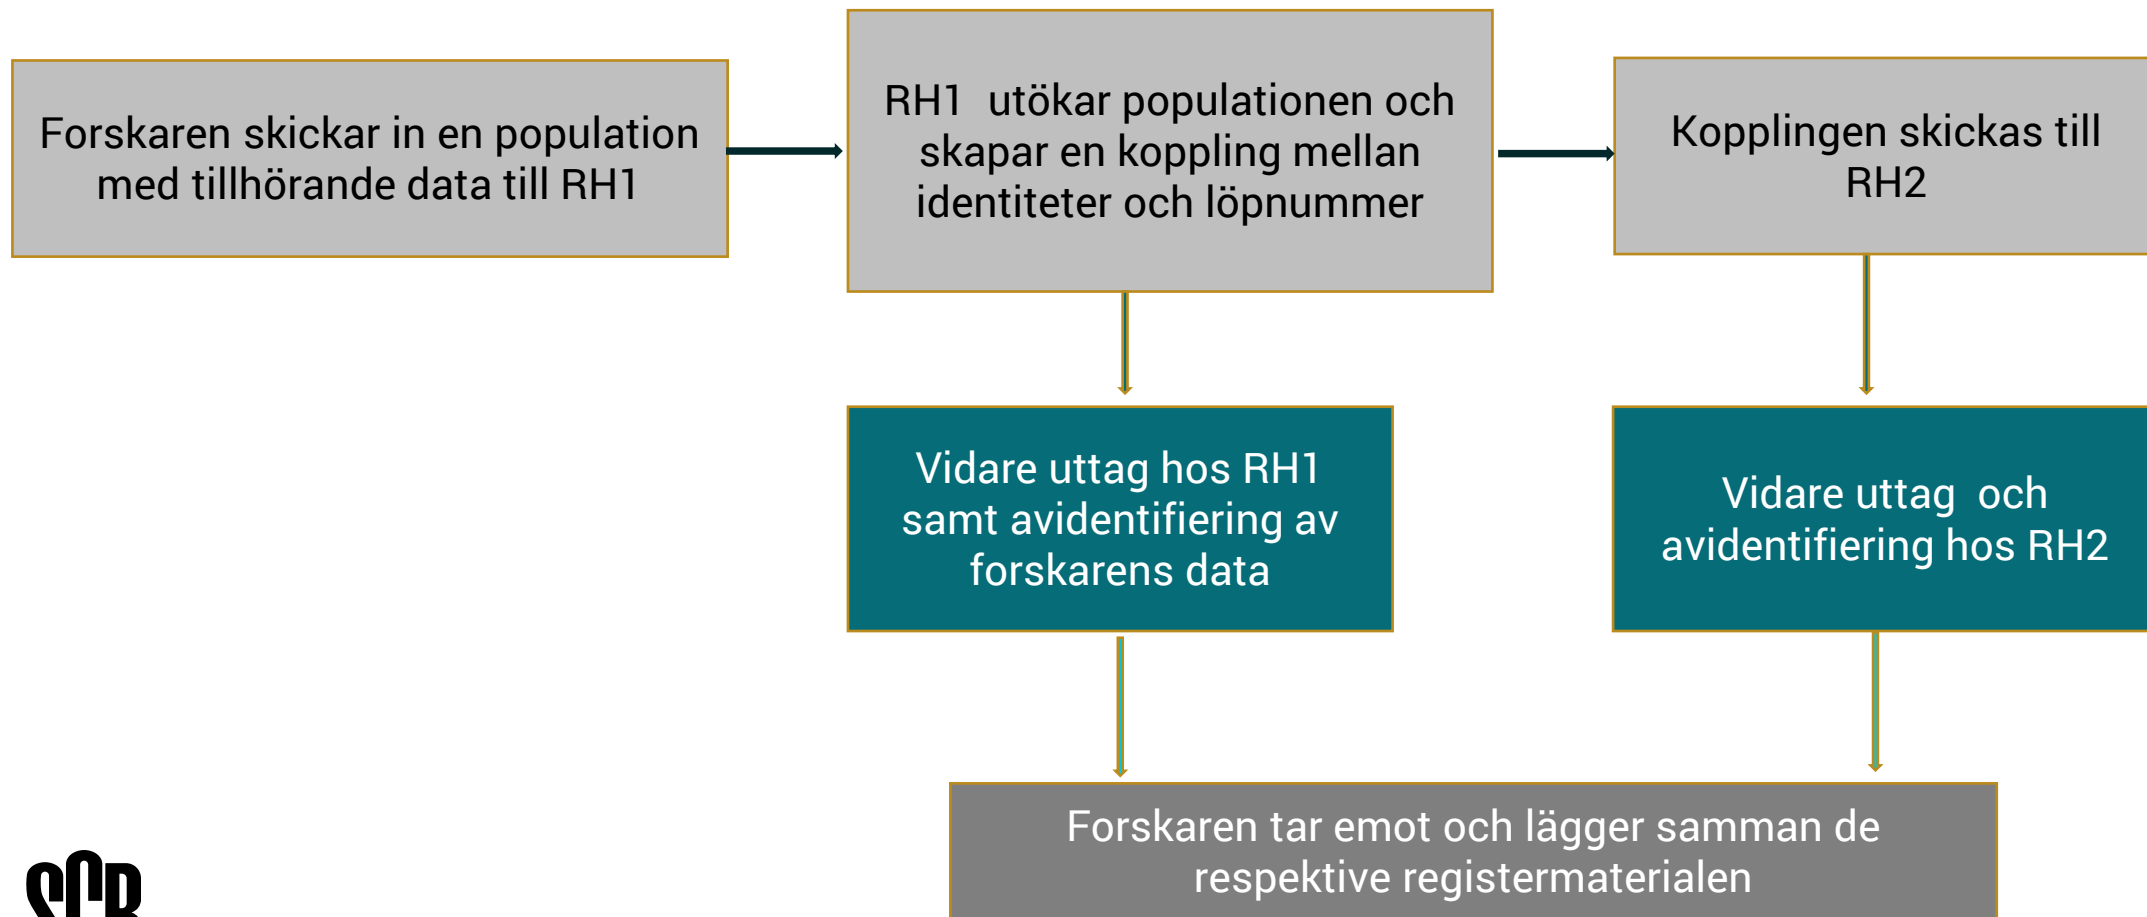 Forskaren skickar in en population
med tillhörande data till RH1
RH1  utökar populationen och
skapar en koppling mellan
identiteter och löpnummer
Kopplingen skickas till
RH2
Vidare uttag hos RH1
samt avidentifiering av
forskarens data
Vidare uttag  och
avidentifiering hos RH2
Forskaren tar emot och lägger samman de
respektive registermaterialen
SCB